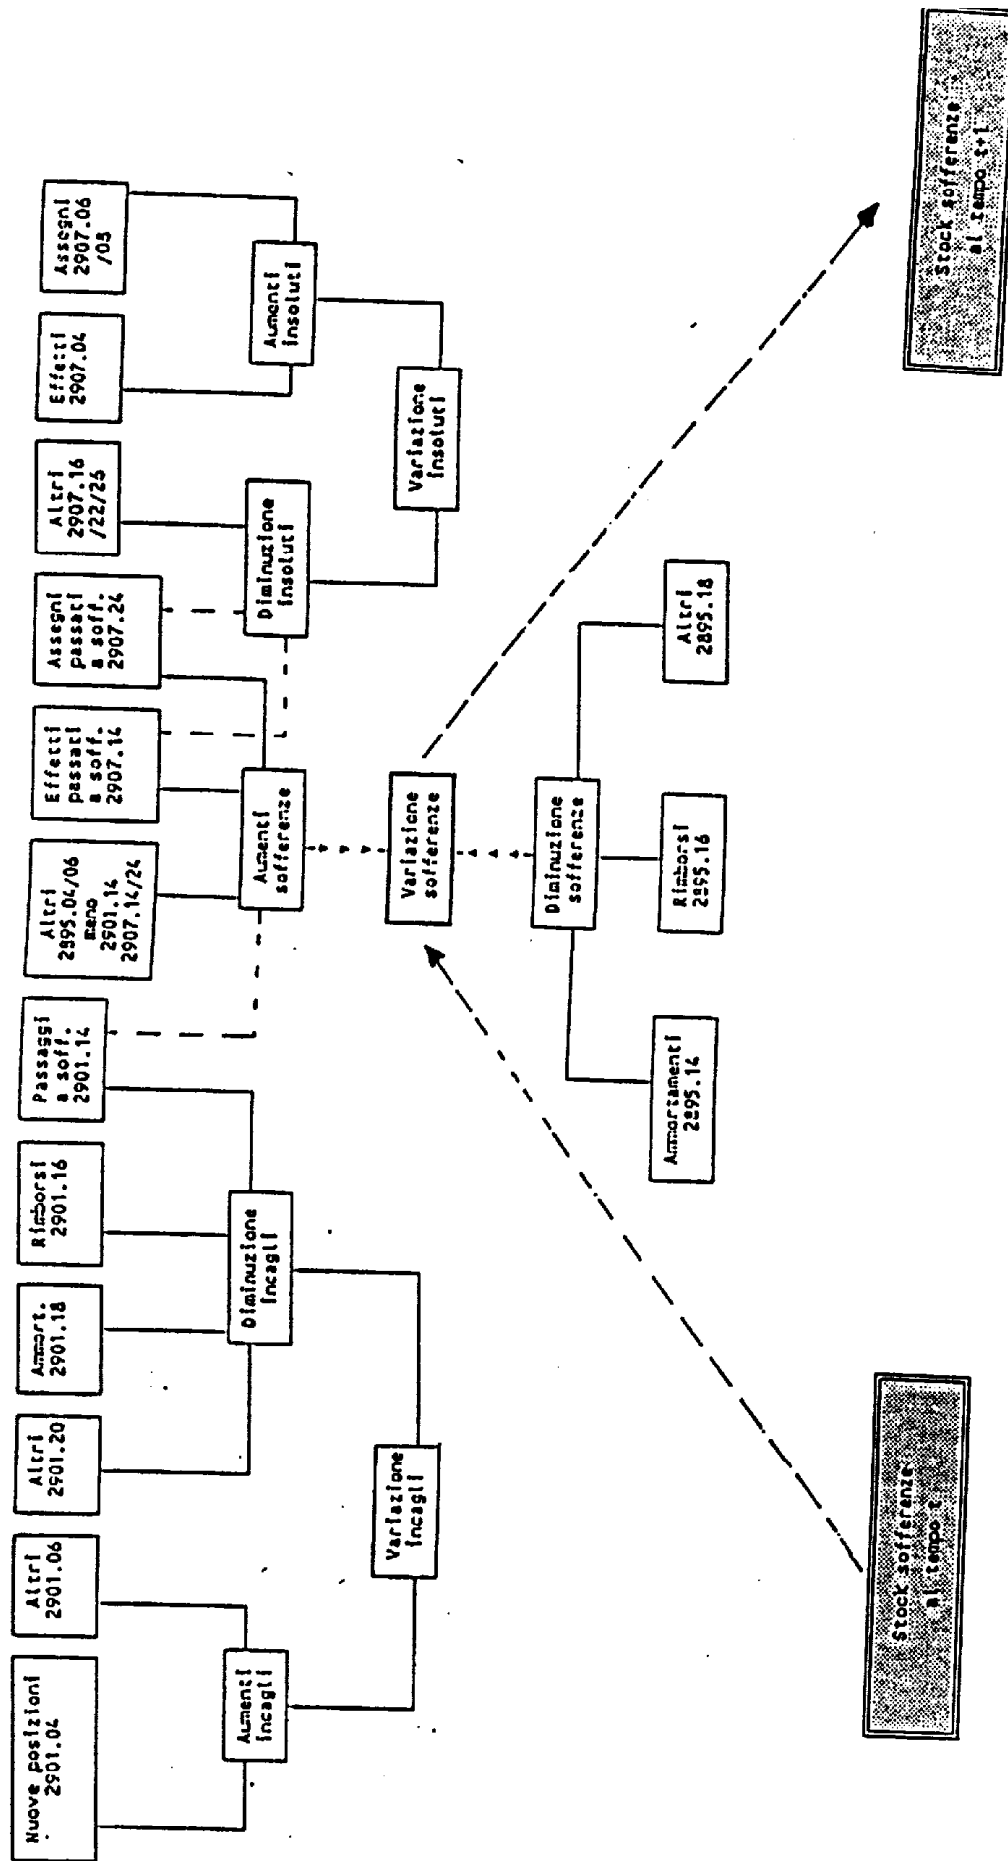 Nuove posizioni
2901.04
Altri
2901.06
Altri
2901.20
Ammort.
2901.18
Rimborsi
2901.16
Passaggi
a soff.
2901.14
Altri
2895.04/06
meno
2901.14
2907.14/24
Effetti
passati
a soff.
2907.14
Assegni
passati
a soff.
2907.24
Altri
2907.16
/22/26
Effetti
2907.04
Assegni
2907.06
/08
Aumenti
incagli
Diminuzione
incagli
Aumenti
sofferenze
Diminuzione
insoluti
Aumenti
insoluti
Variazione
incagli
Variazione
sofferenze
Variazione
insoluti
Diminuzione
sofferenze
Ammortamenti
2895.14
Rimborsi
2895.16
Altri
2895.18
Stock sofferenze
al tempo t
Stock sofferenze
al tempo t+1